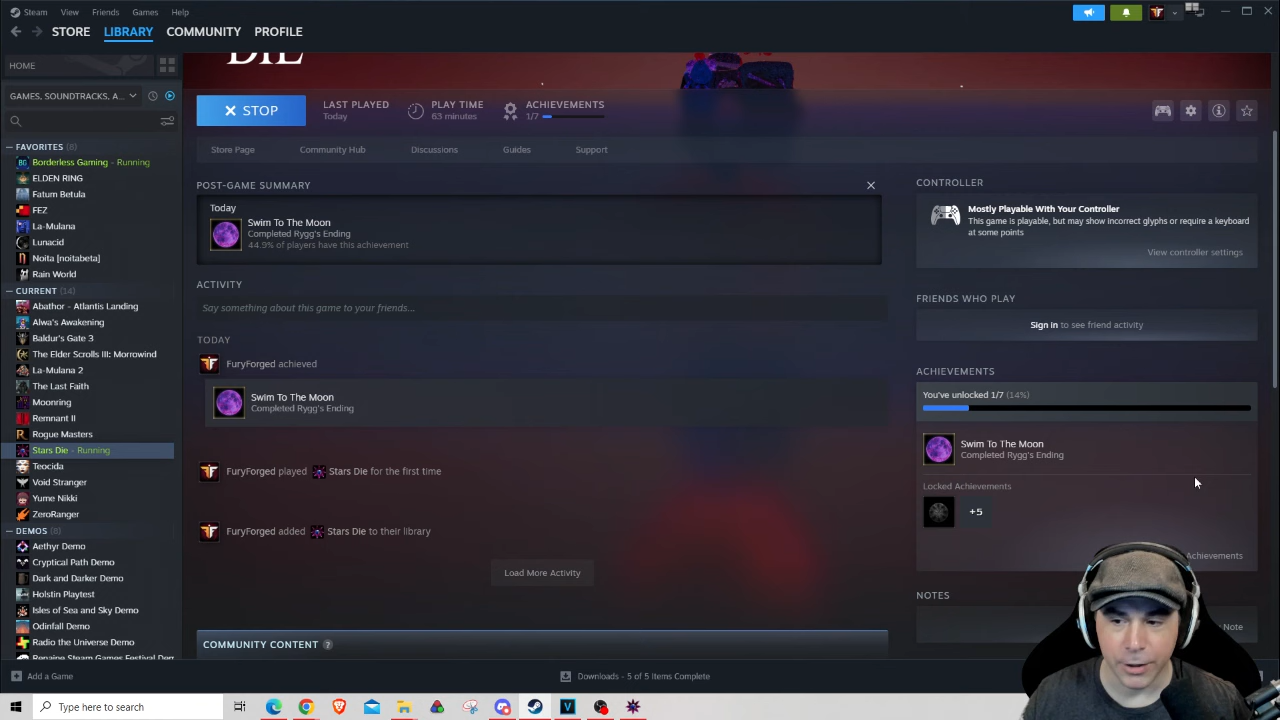 Steam View Friends Games Help
STORE LIBRARY COMMUNITY PROFILE
HOME
GAMES, SOUNDTRACKS, A...
FAVORITES (8)
Borderless Gaming - Running
ELDEN RING
Fatum Betula
FEZ
La-Mulana
Lunacid
Noita [noitabeta]
Rain World
CURRENT (14)
Abathor - Atlantis Landing
Alwa's Awakening
Baldur's Gate 3
The Elder Scrolls III: Morrowind
La-Mulana 2
The Last Faith
Moonring
Remnant II
Rogue Masters
Stars Die - Running
Teocida
Void Stranger
Yume Nikki
ZeroRanger
DEMOS (8)
Aethyr Demo
Cryptical Path Demo
Dark and Darker Demo
Holstin Playtest
Isles of Sea and Sky Demo
Odinfall Demo
Radio the Universe Demo
DIE
STOP
LAST PLAYED
Today
PLAY TIME
63 minutes
ACHIEVEMENTS
1/7
Store Page Community Hub Discussions Guides Support
POST-GAME SUMMARY
Today
Swim To The Moon
Completed Rygg's Ending
44.9% of players have this achievement
ACTIVITY
Say something about this game to your friends...
TODAY
FuryForged achieved
Swim To The Moon
Completed Rygg's Ending
FuryForged played Stars Die for the first time
FuryForged added Stars Die to their library
Load More Activity
COMMUNITY CONTENT ?
CONTROLLER
Mostly Playable With Your Controller
This game is playable, but may show incorrect glyphs or require a keyboard
at some points
View controller settings
FRIENDS WHO PLAY
Sign in to see friend activity
ACHIEVEMENTS
You've unlocked 1/7 (14%)
Swim To The Moon
Completed Rygg's Ending
Locked Achievements
+5
Achievements
NOTES
Note
Add a Game
Downloads - 5 of 5 Items Complete
Type here to search